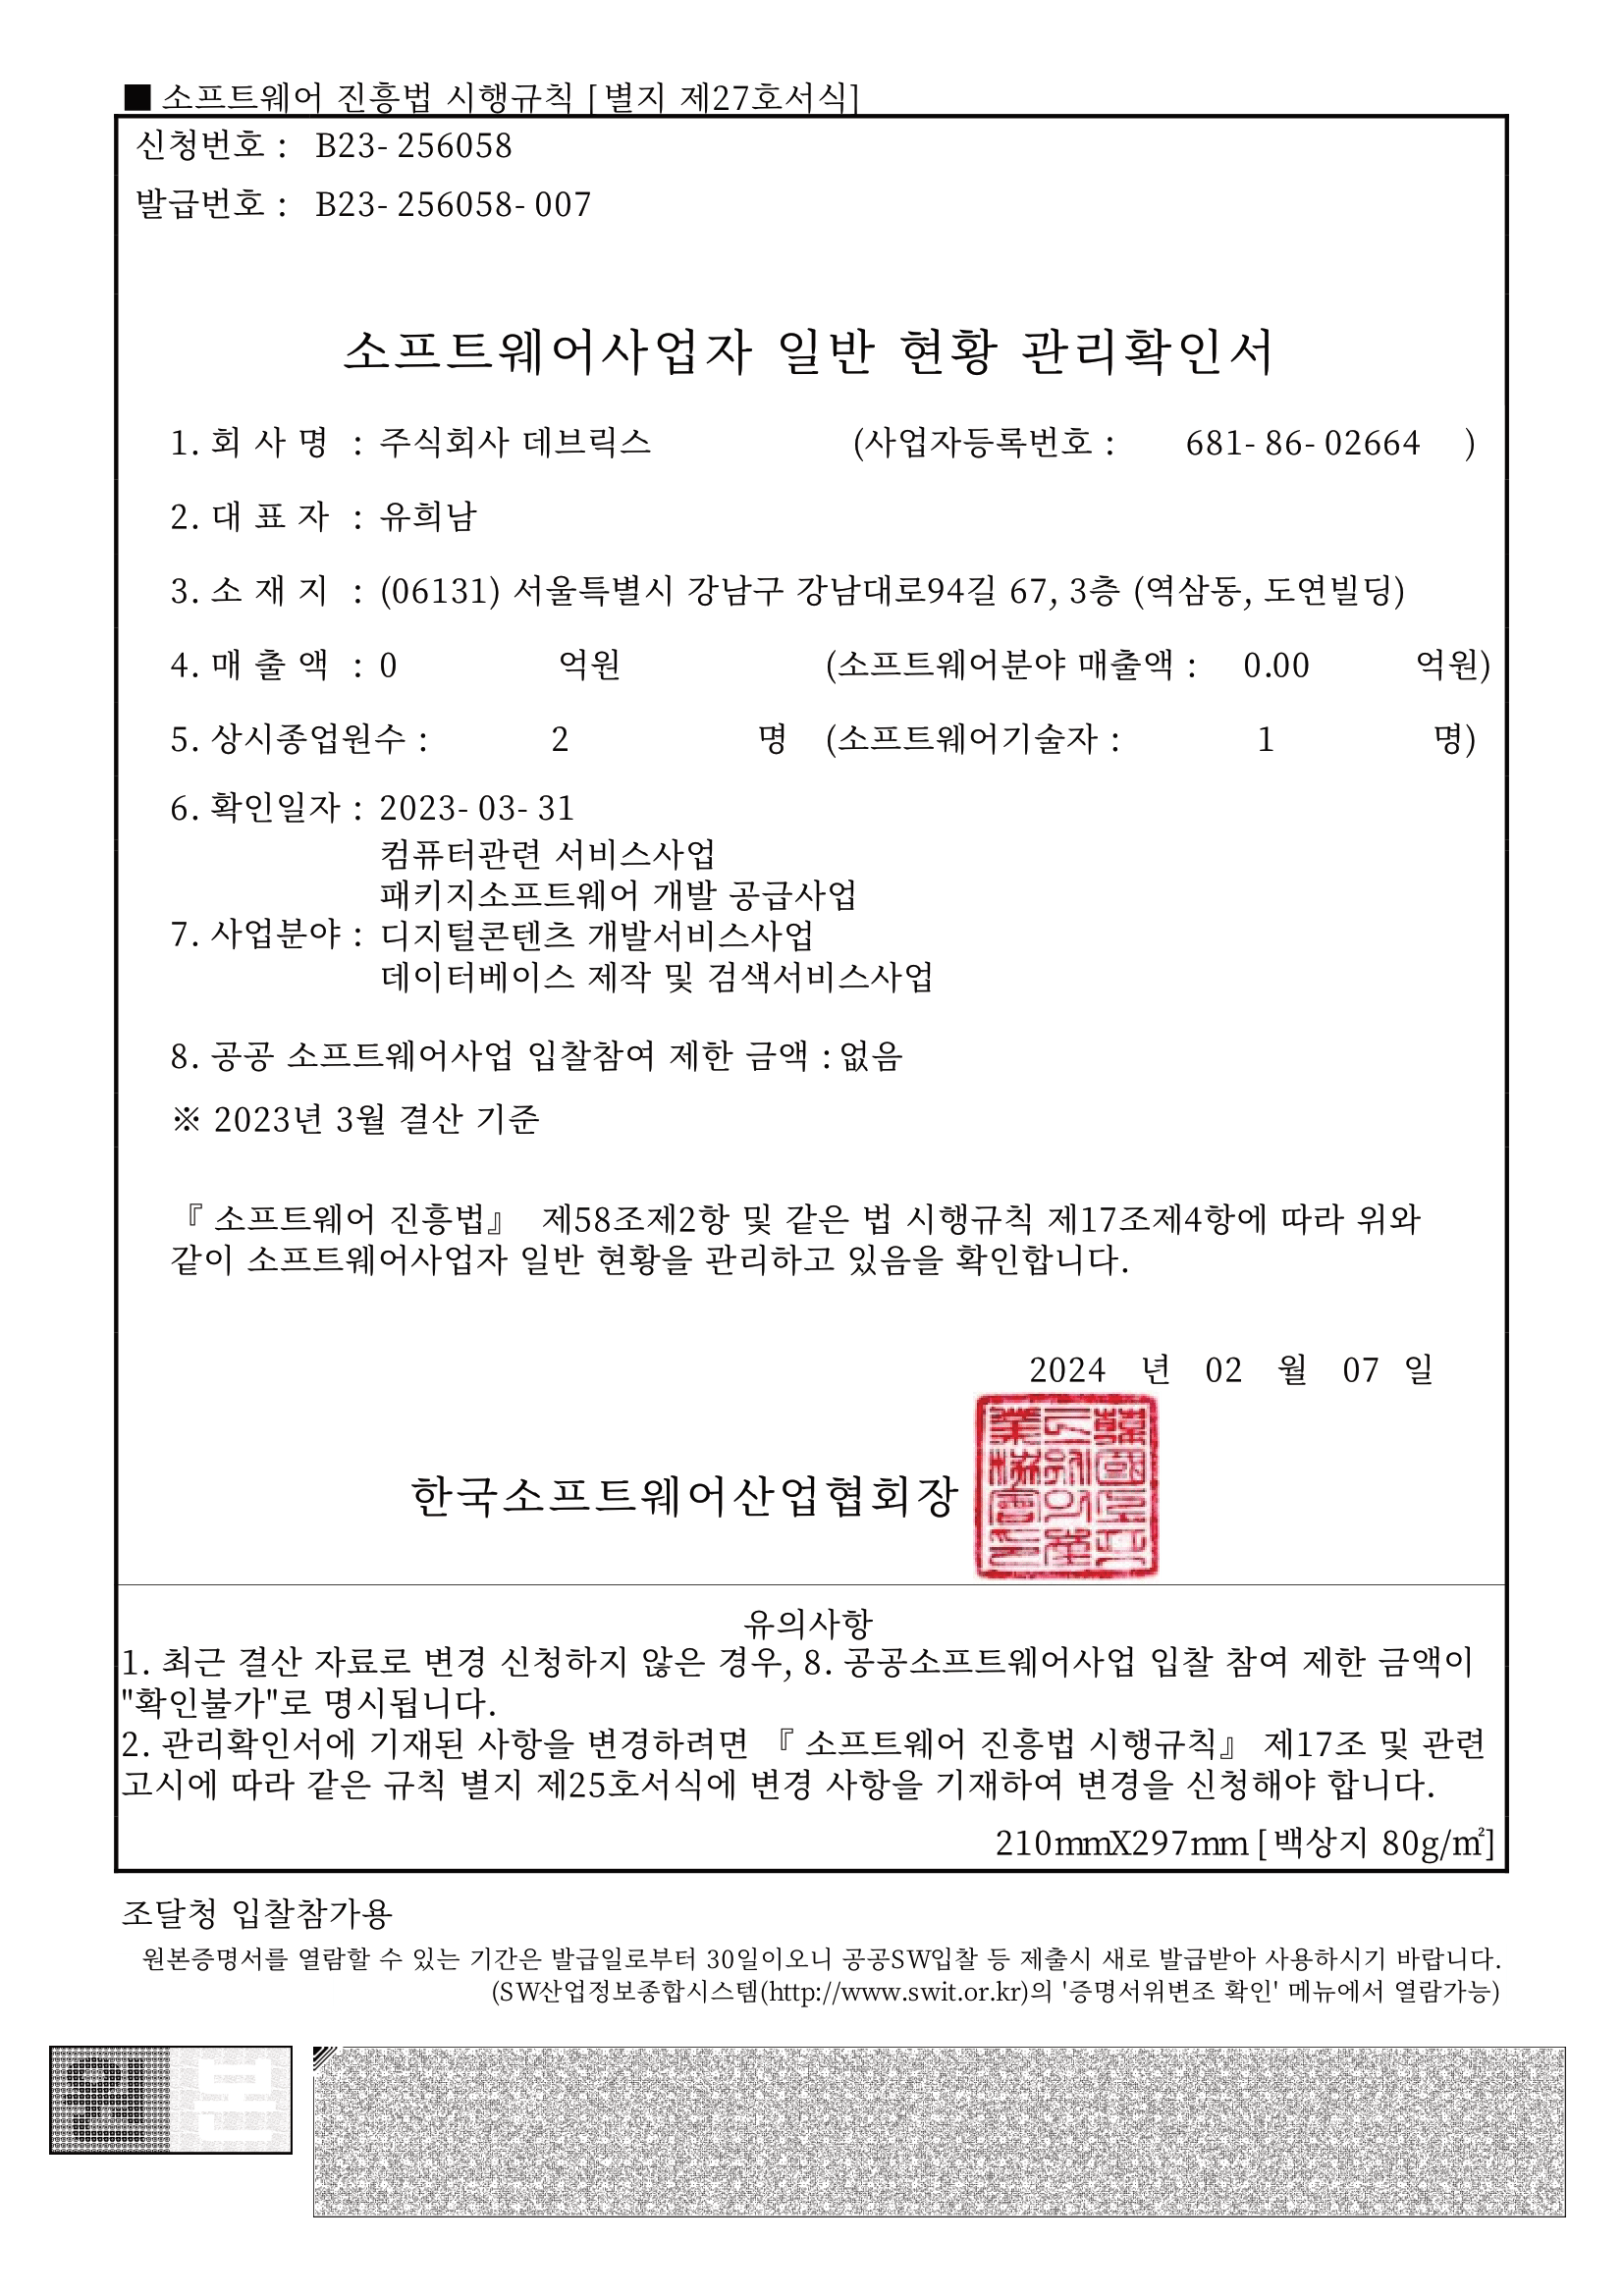 ■ 소프트웨어 진흥법 시행규칙 [별지 제27호서식]
신청번호 : B23-256058
발급번호 : B23-256058-007
소프트웨어사업자 일반 현황 관리확인서
1. 회 사 명 : 주식회사 데브릭스 (사업자등록번호 : 681-86-02664 )
2. 대 표 자 : 유희남
3. 소 재 지 : (06131) 서울특별시 강남구 강남대로94길 67, 3층 (역삼동, 도연빌딩)
4. 매 출 액 : 0 억원 (소프트웨어분야 매출액 : 0.00 억원)
5. 상시종업원수 : 2 명 (소프트웨어기술자 : 1 명)
6. 확인일자 : 2023-03-31
컴퓨터관련 서비스사업
패키지소프트웨어 개발 공급사업
7. 사업분야 : 디지털콘텐츠 개발서비스사업
데이터베이스 제작 및 검색서비스사업
8. 공공 소프트웨어사업 입찰참여 제한 금액 : 없음
※ 2023년 3월 결산 기준
『소프트웨어 진흥법』 제58조제2항 및 같은 법 시행규칙 제17조제4항에 따라 위와
같이 소프트웨어사업자 일반 현황을 관리하고 있음을 확인합니다.
2024 년 02 월 07 일
한국소프트웨어산업협회장
유의사항
1. 최근 결산 자료로 변경 신청하지 않은 경우, 8. 공공소프트웨어사업 입찰 참여 제한 금액이
"확인불가"로 명시됩니다.
2. 관리확인서에 기재된 사항을 변경하려면 『소프트웨어 진흥법 시행규칙』 제17조 및 관련
고시에 따라 같은 규칙 별지 제25호서식에 변경 사항을 기재하여 변경을 신청해야 합니다.
210mmX297mm [백상지 80g/㎡]
조달청 입찰참가용
원본증명서를 열람할 수 있는 기간은 발급일로부터 30일이오니 공공SW입찰 등 제출시 새로 발급받아 사용하시기 바랍니다.
(SW산업정보종합시스템(http://www.swit.or.kr)의 '증명서위변조 확인' 메뉴에서 열람가능)